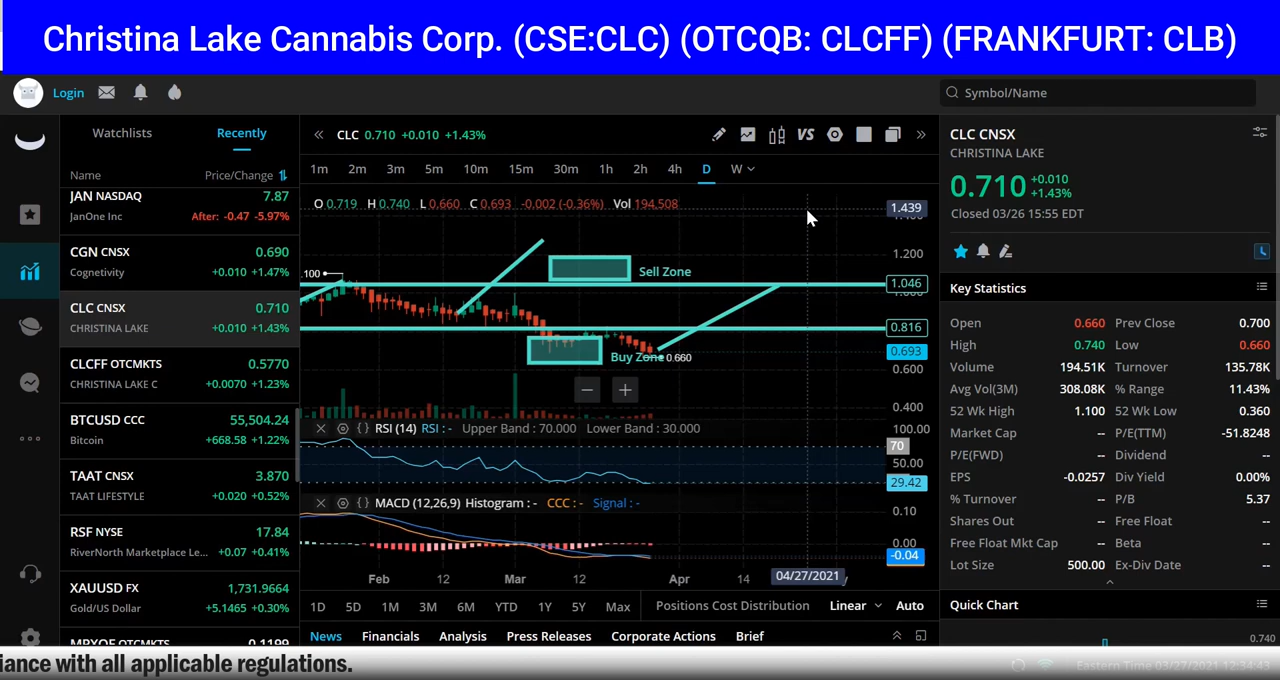 Christina Lake Cannabis Corp. (CSE:CLC) (OTCQB: CLCFF) (FRANKFURT: CLB)
Login
Symbol/Name
Watchlists
Recently
Name
Price/Change
JAN NASDAQ 7.87
JanOne Inc After: -0.47 -5.97%
CGN CNSX 0.690
Cognetivity +0.010 +1.47%
CLC CNSX 0.710
CHRISTINA LAKE +0.010 +1.43%
CLCFF OTCMKTS 0.5770
CHRISTINA LAKE C +0.0070 +1.23%
BTCUSD CCC 55,504.24
Bitcoin +668.58 +1.22%
TAAT CNSX 3.870
TAAT LIFESTYLE +0.020 +0.52%
RSF NYSE 17.84
RiverNorth Marketplace Le... +0.07 +0.41%
XAUUSD FX 1,731.9664
Gold/US Dollar +5.1465 +0.30%
CLC 0.710 +0.010 +1.43%
VS
1m 2m 3m 5m 10m 15m 30m 1h 2h 4h D W
O 0.719 H 0.740 L 0.660 C 0.693 -0.002 (-0.36%) Vol 194,508
1.439
1.200
Sell Zone
.100
1.046
0.816
0.693
Buy Zone
0.660
0.600
0.400
RSI (14) RSI : - Upper Band : 70.000 Lower Band : 30.000
100.00
70
50.00
29.42
MACD (12,26,9) Histogram : - CCC : - Signal : -
0.10
0.00
-0.04
Feb 12 Mar 12 Apr 14 04/27/2021
1D 5D 1M 3M 6M YTD 1Y 5Y Max
Positions Cost Distribution
Linear
Auto
News Financials Analysis Press Releases Corporate Actions Brief
CLC CNSX
CHRISTINA LAKE
0.710 +0.010
+1.43%
Closed 03/26 15:55 EDT
Key Statistics
Open 0.660 Prev Close 0.700
High 0.740 Low 0.660
Volume 194.51K Turnover 135.78K
Avg Vol(3M) 308.08K % Range 11.43%
52 Wk High 1.100 52 Wk Low 0.360
Market Cap -- P/E(TTM) -51.8248
P/E(FWD) -- Dividend --
EPS -0.0257 Div Yield 0.00%
% Turnover -- P/B 5.37
Shares Out -- Free Float --
Free Float Mkt Cap -- Beta --
Lot Size 500.00 Ex-Div Date --
Quick Chart
0.740
iance with all applicable regulations.
Eastern Time 03/27/2021 12:34:43